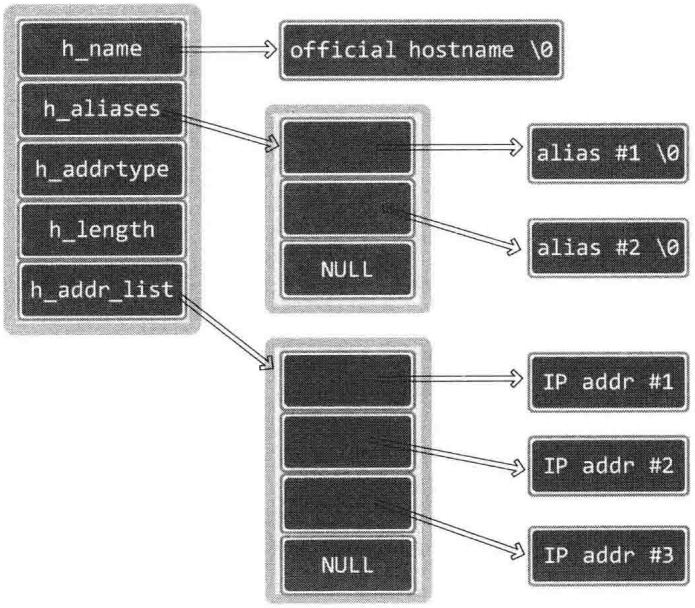 h_name
official hostname \0
h_aliases
h_addrtype
h_length
h_addr_list
alias #1 \0
alias #2 \0
NULL
IP addr #1
IP addr #2
IP addr #3
NULL